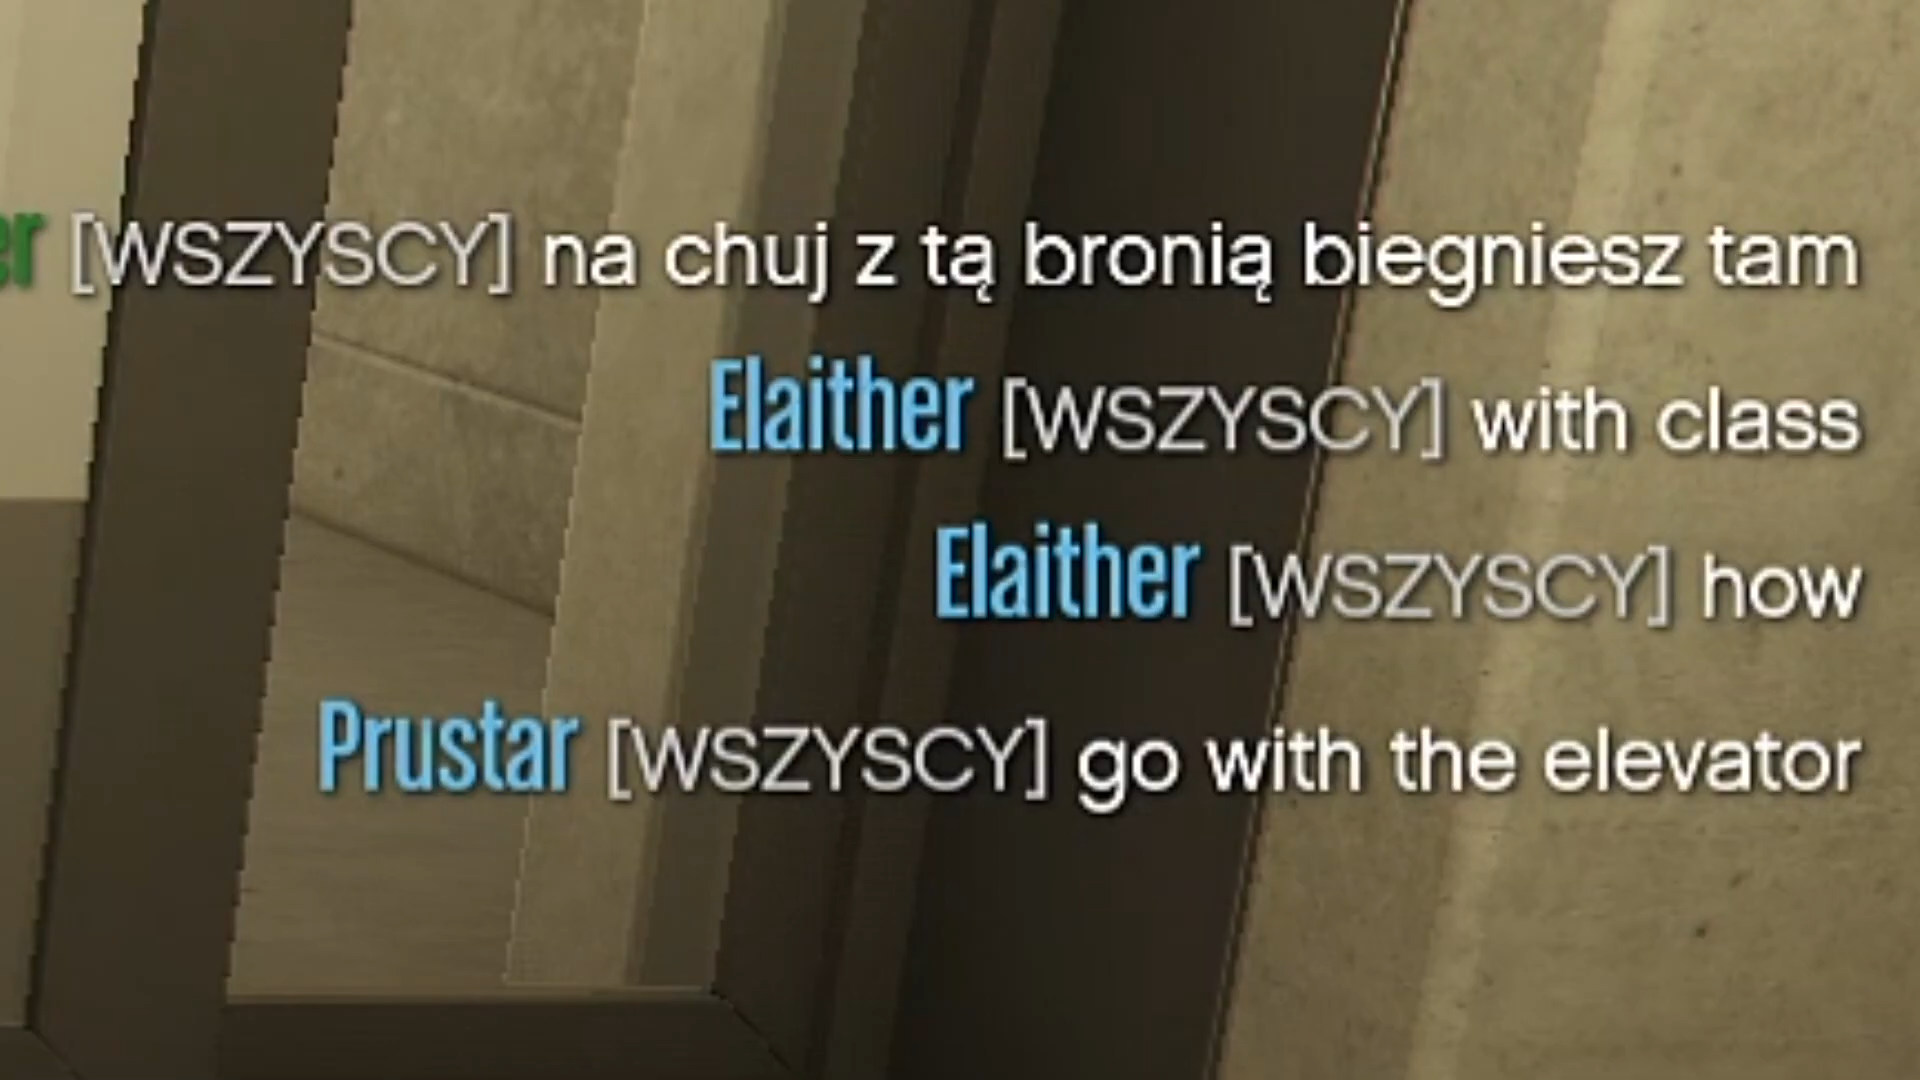 er [WSZYSCY] na chuj z tą bronią biegniesz tam
Elaither [WSZYSCY] with class
Elaither [WSZYSCY] how
Prustar [WSZYSCY] go with the elevator